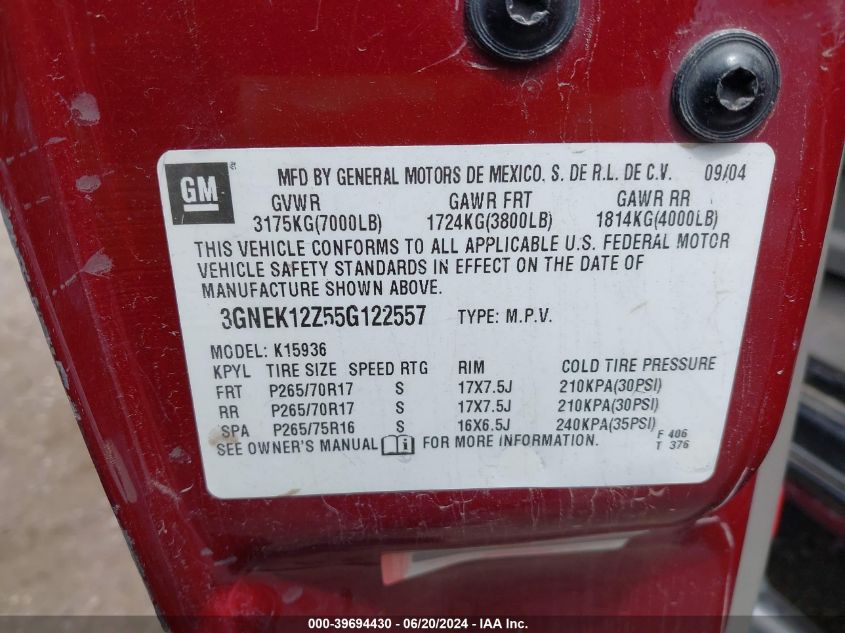 GM
MFD BY GENERAL MOTORS DE MEXICO. S. DE R.L. DE C.V. 09/04
GVWR GAWR FRT GAWR RR
3175KG(7000LB) 1724KG(3800LB) 1814KG(4000LB)
THIS VEHICLE CONFORMS TO ALL APPLICABLE U.S. FEDERAL MOTOR
VEHICLE SAFETY STANDARDS IN EFFECT ON THE DATE OF
MANUFACTURE SHOWN ABOVE.
3GNEK12Z55G122557 TYPE: M.P.V.
MODEL: K15936
KPYL TIRE SIZE SPEED RTG RIM COLD TIRE PRESSURE
FRT P265/70R17 S 17X7.5J 210KPA(30PSI)
RR P265/70R17 S 17X7.5J 210KPA(30PSI)
SPA P265/75R16 S 16X6.5J 240KPA(35PSI)
SEE OWNER'S MANUAL FOR MORE INFORMATION.
F 406
T 376
000-39694430 - 06/20/2024 - IAA Inc.